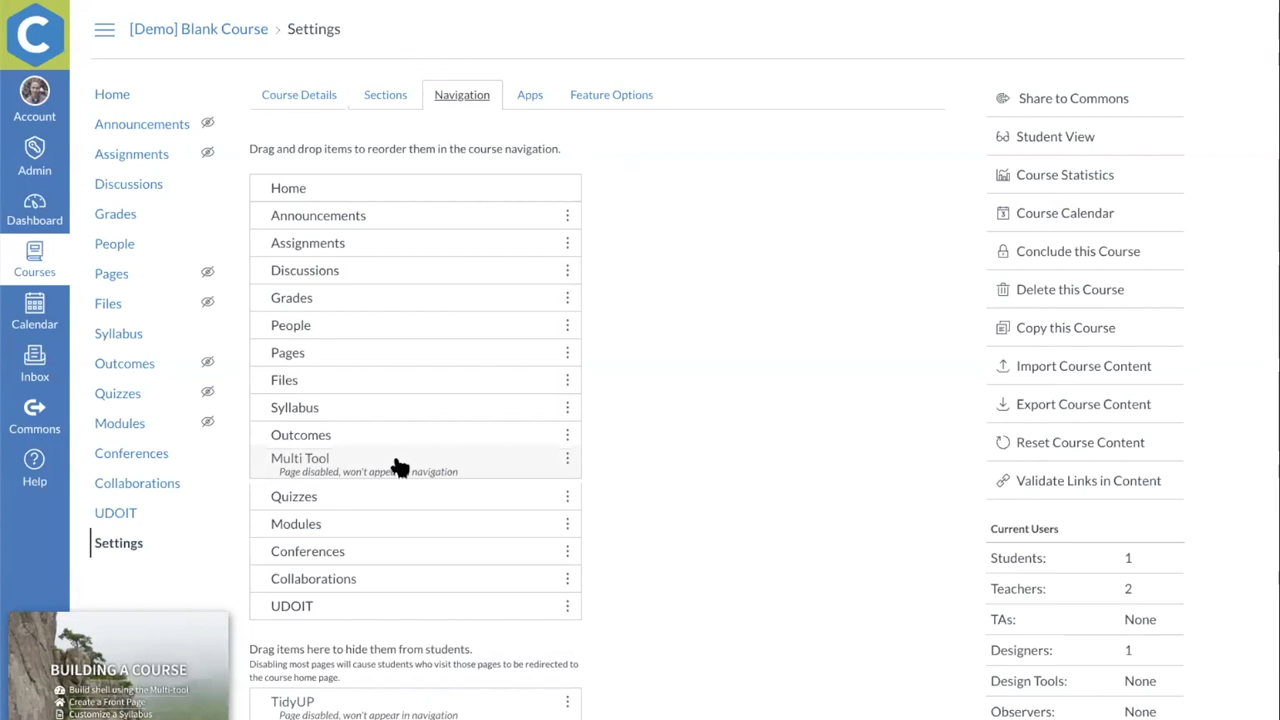 [Demo] Blank Course › Settings
Account
Admin
Dashboard
Courses
Calendar
Inbox
Commons
Help
Home
Announcements
Assignments
Discussions
Grades
People
Pages
Files
Syllabus
Outcomes
Quizzes
Modules
Conferences
Collaborations
UDOIT
Settings
Course Details
Sections
Navigation
Apps
Feature Options
Drag and drop items to reorder them in the course navigation.
Home
Announcements
Assignments
Discussions
Grades
People
Pages
Files
Syllabus
Outcomes
Multi Tool
Page disabled, won't appear navigation
Quizzes
Modules
Conferences
Collaborations
UDOIT
Drag items here to hide them from students.
Disabling most pages will cause students who visit those pages to be redirected to
the course home page.
TidyUP
Page disabled, won't appear in navigation
Share to Commons
Student View
Course Statistics
Course Calendar
Conclude this Course
Delete this Course
Copy this Course
Import Course Content
Export Course Content
Reset Course Content
Validate Links in Content
Current Users
Students: 1
Teachers: 2
TAs: None
Designers: 1
Design Tools: None
Observers: None
BUILDING A COURSE
Build shell using the Multi-tool
Create a Front Page
Customize a Syllabus